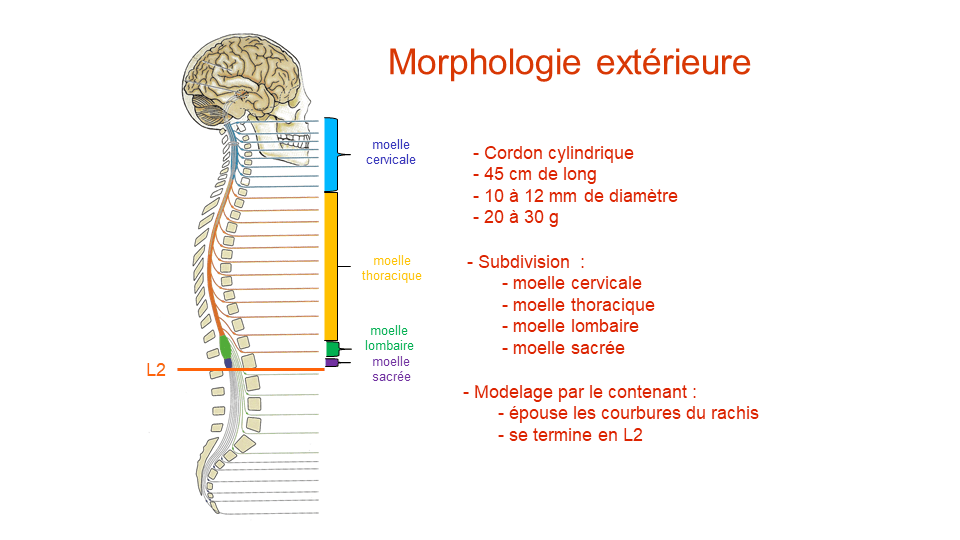 Morphologie extérieure
moelle
cervicale
moelle
thoracique
moelle
lombaire
moelle
sacrée
L2
- Cordon cylindrique
- 45 cm de long
- 10 à 12 mm de diamètre
- 20 à 30 g
- Subdivision :
- moelle cervicale
- moelle thoracique
- moelle lombaire
- moelle sacrée
- Modelage par le contenant :
- épouse les courbures du rachis
- se termine en L2